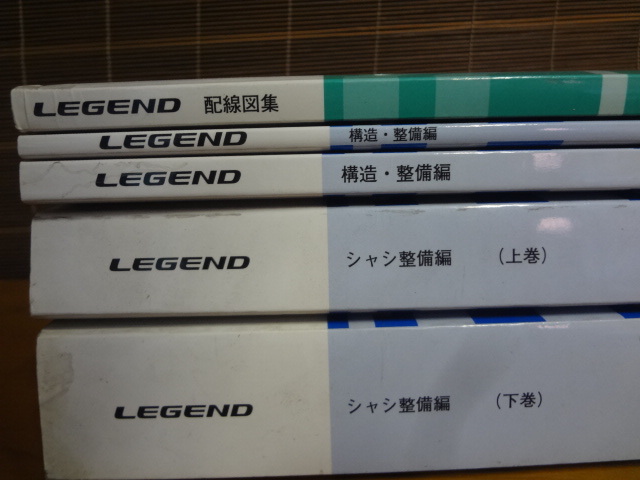 LEGEND 配線図集
LEGEND 構造・整備編
LEGEND 構造・整備編
LEGEND シャシ整備編 (上巻)
LEGEND シャシ整備編 (下巻)